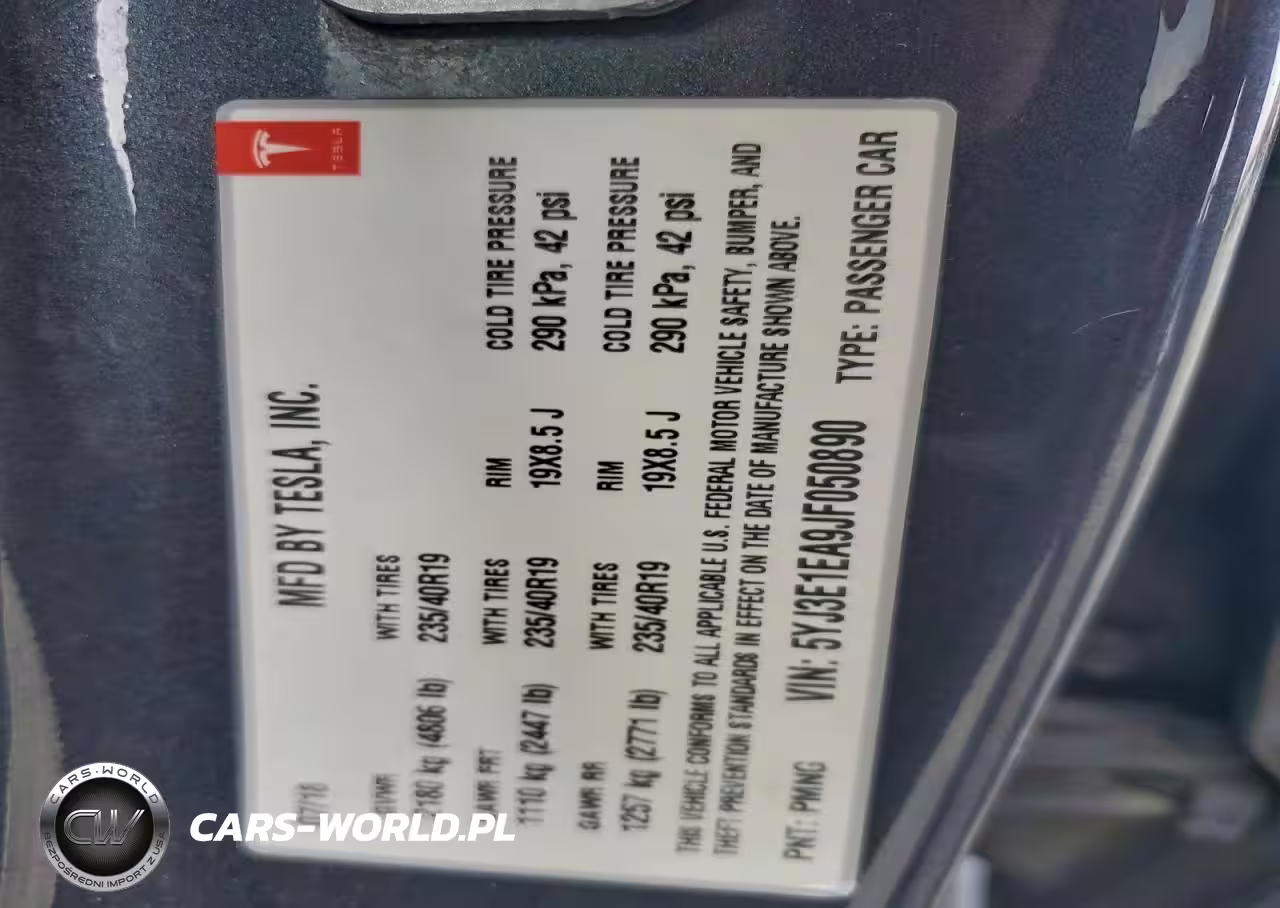 TESLA
MFD BY TESLA, INC.
WITH TIRES
2180 kg (4806 lb) 235/40R19
GAWR FRT WITH TIRES RIM COLD TIRE PRESSURE
1110 kg (2447 lb) 235/40R19 19X8.5 J 290 kPa, 42 psi
GAWR RR WITH TIRES RIM COLD TIRE PRESSURE
1257 kg (2771 lb) 235/40R19 19X8.5 J 290 kPa, 42 psi
THIS VEHICLE CONFORMS TO ALL APPLICABLE U.S. FEDERAL MOTOR VEHICLE SAFETY, BUMPER, AND
THEFT PREVENTION STANDARDS IN EFFECT ON THE DATE OF MANUFACTURE SHOWN ABOVE.
PNT: PMNG VIN: 5YJ3E1EA9JF050890 TYPE: PASSENGER CAR
CARS-WORLD
CW
BEZPOŚREDNI IMPORT Z USA
CARS-WORLD.PL